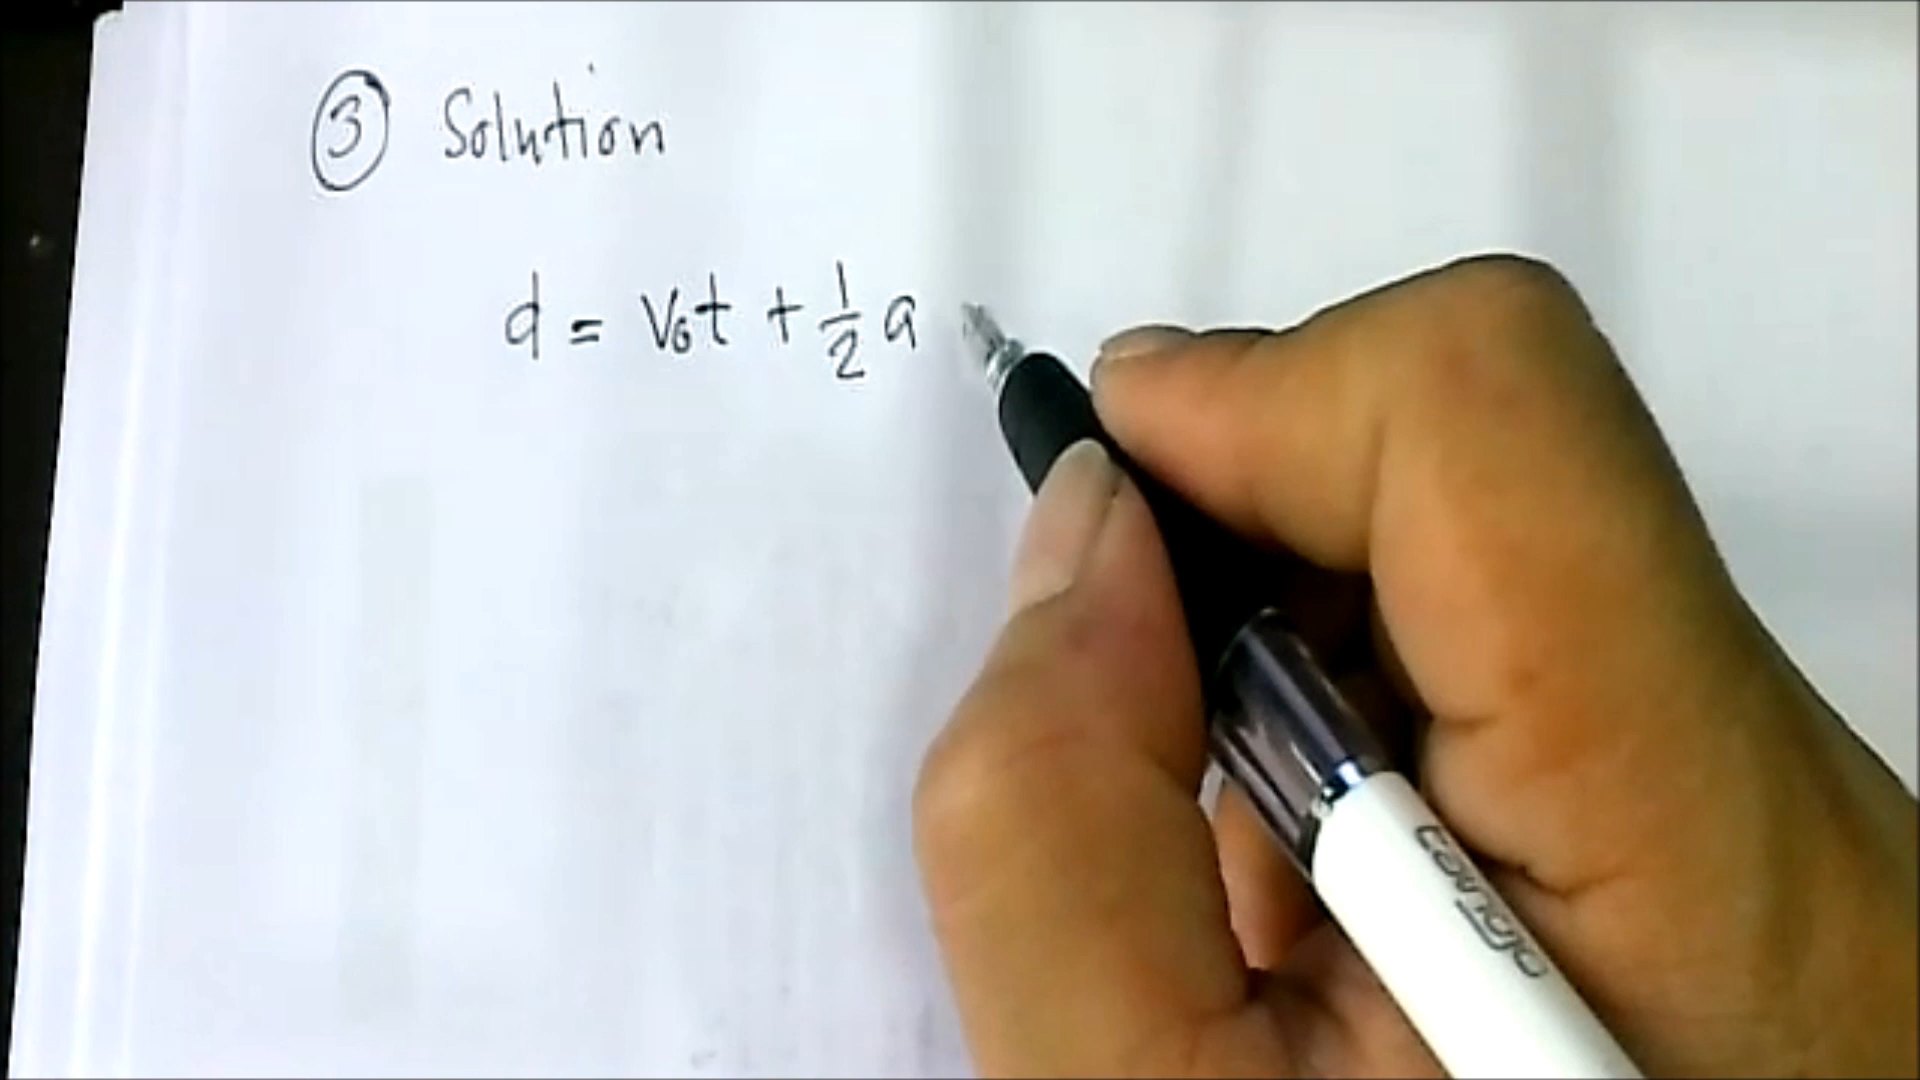 ③ Solution
d = V₀t + 1/2 a